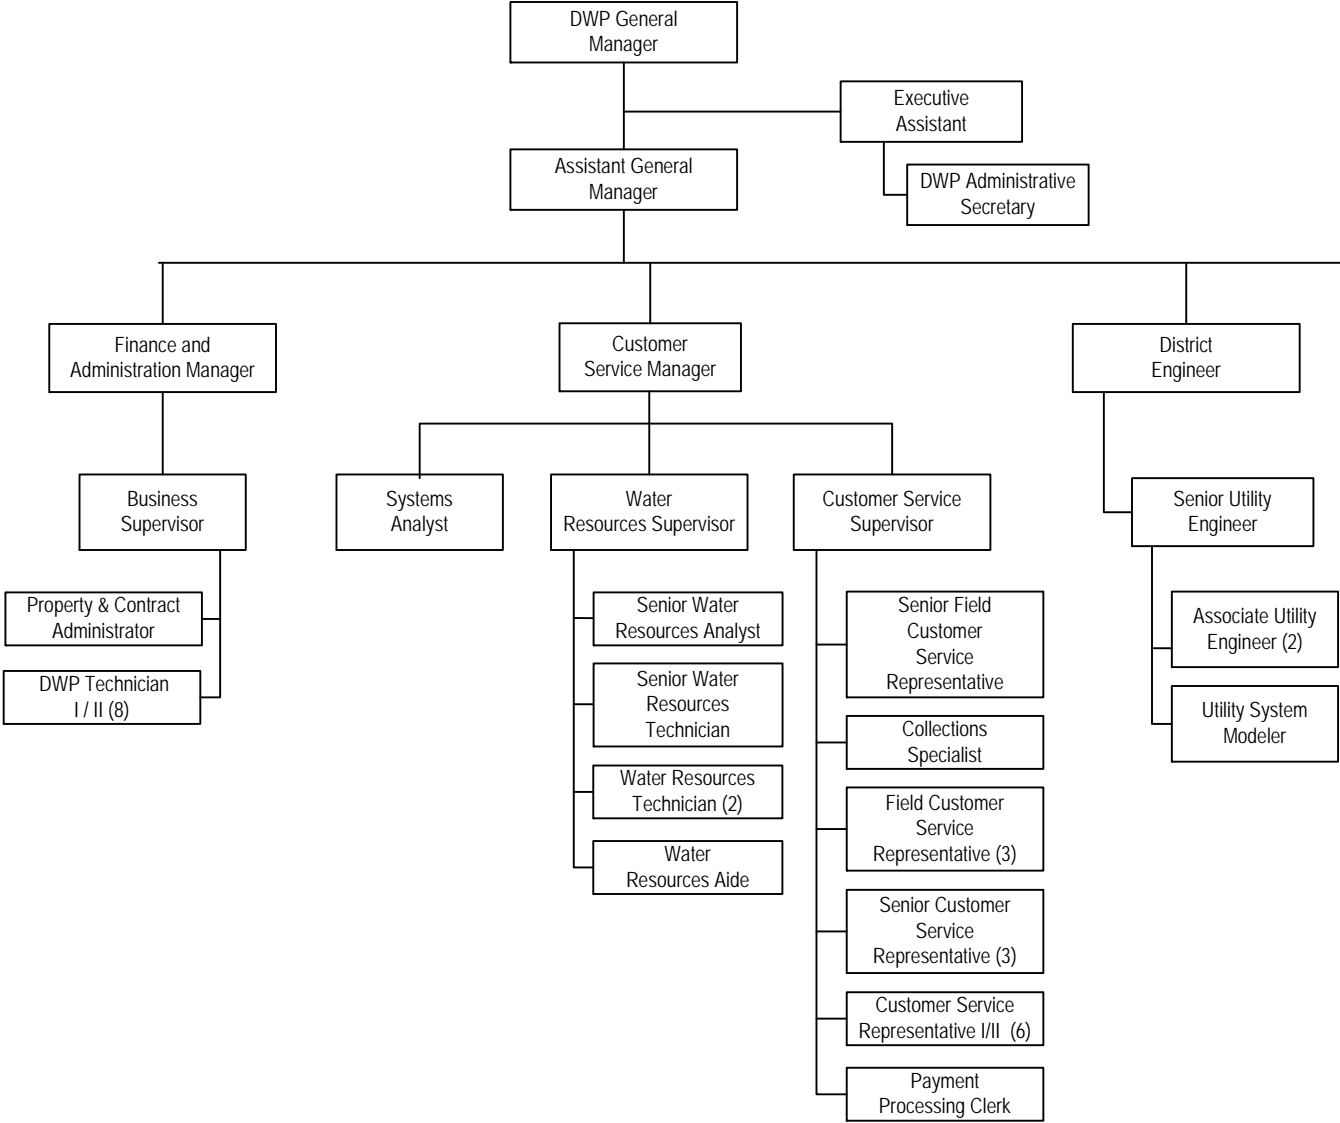 DWP General
Manager
Executive
Assistant
Assistant General
Manager
DWP Administrative
Secretary
Finance and
Administration Manager
Customer
Service Manager
District
Engineer
Business
Supervisor
Systems
Analyst
Water
Resources Supervisor
Customer Service
Supervisor
Senior Utility
Engineer
Property & Contract
Administrator
DWP Technician
I / II (8)
Senior Water
Resources Analyst
Senior Water
Resources
Technician
Water Resources
Technician (2)
Water
Resources Aide
Senior Field
Customer
Service
Representative
Collections
Specialist
Field Customer
Service
Representative (3)
Senior Customer
Service
Representative (3)
Customer Service
Representative I/II (6)
Payment
Processing Clerk
Associate Utility
Engineer (2)
Utility System
Modeler